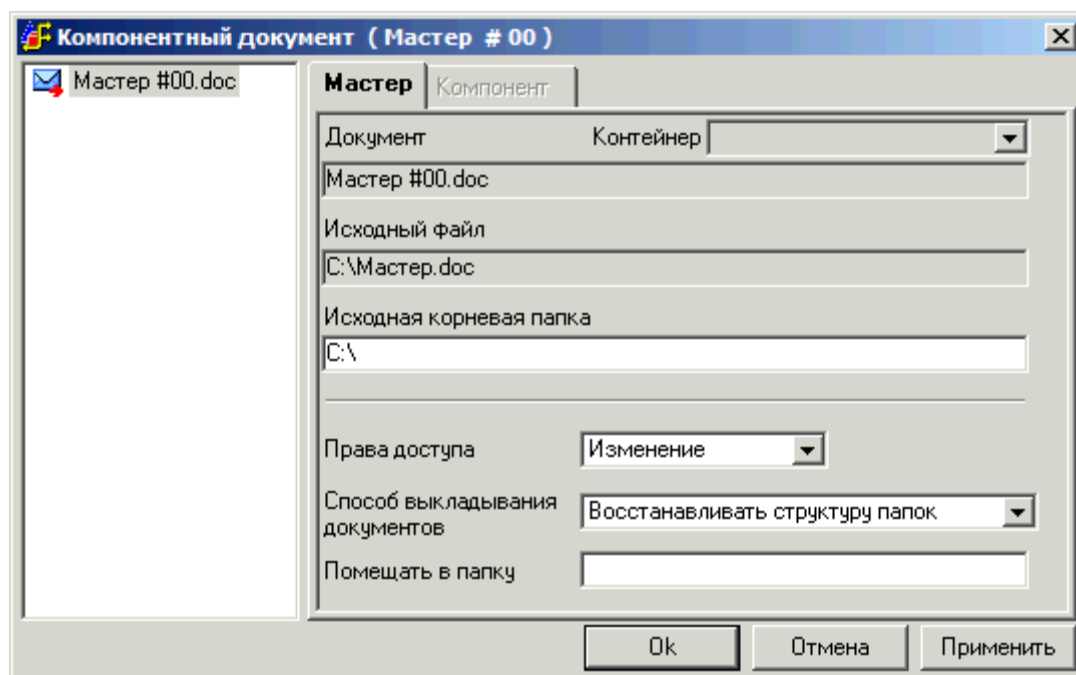 Компонентный документ ( Мастер # 00 )
Мастер #00.doc
Мастер Компонент
Документ Контейнер
Мастер #00.doc
Исходный файл
C:\Мастер.doc
Исходная корневая папка
C:\
Права доступа Изменение
Способ выкладывания
документов
Восстанавливать структуру папок
Помещать в папку
Ok Отмена Применить